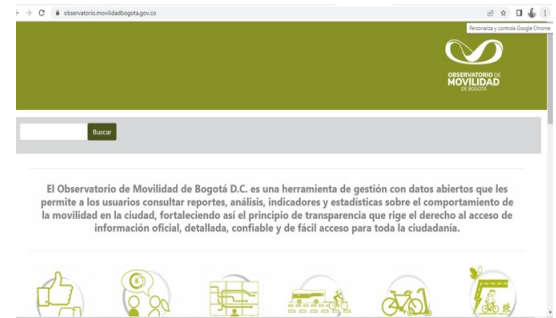 observatorio.movilidadbogota.gov.co
Personaliza y controla Google Chrome
OBSERVATORIO DE
MOVILIDAD
DE BOGOTÁ
Buscar
El Observatorio de Movilidad de Bogotá D.C. es una herramienta de gestión con datos abiertos que les
permite a los usuarios consultar reportes, análisis, indicadores y estadísticas sobre el comportamiento de
la movilidad en la ciudad, fortaleciendo así el principio de transparencia que rige el derecho al acceso de
información oficial, detallada, confiable y de fácil acceso para toda la ciudadanía.